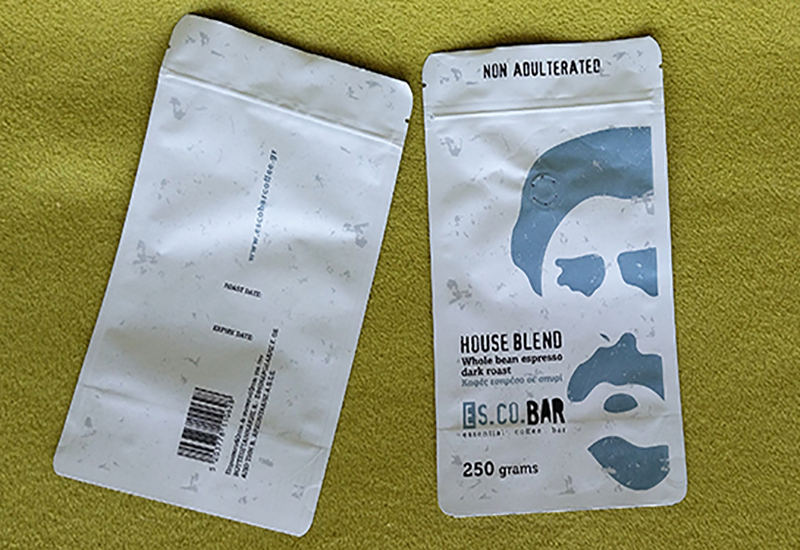 www.escobarcoffee.gr
ROAST DATE:
EXPIRY DATE:
NON ADULTERATED
HOUSE BLEND
Whole bean espresso
dark roast
Καφές εσπρέσο σε σπυρί
ES.CO.BAR
essential coffee bar
250 grams